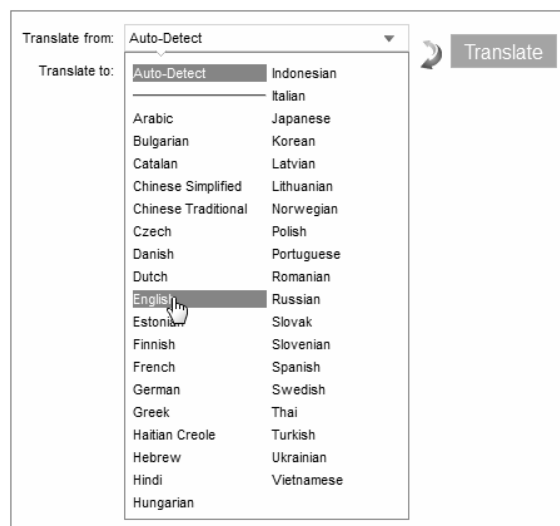 Translate from: Auto-Detect
Translate
Translate to:
Auto-Detect
Arabic
Bulgarian
Catalan
Chinese Simplified
Chinese Traditional
Czech
Danish
Dutch
English
Estonian
Finnish
French
German
Greek
Haitian Creole
Hebrew
Hindi
Hungarian
Indonesian
Italian
Japanese
Korean
Latvian
Lithuanian
Norwegian
Polish
Portuguese
Romanian
Russian
Slovak
Slovenian
Spanish
Swedish
Thai
Turkish
Ukrainian
Vietnamese